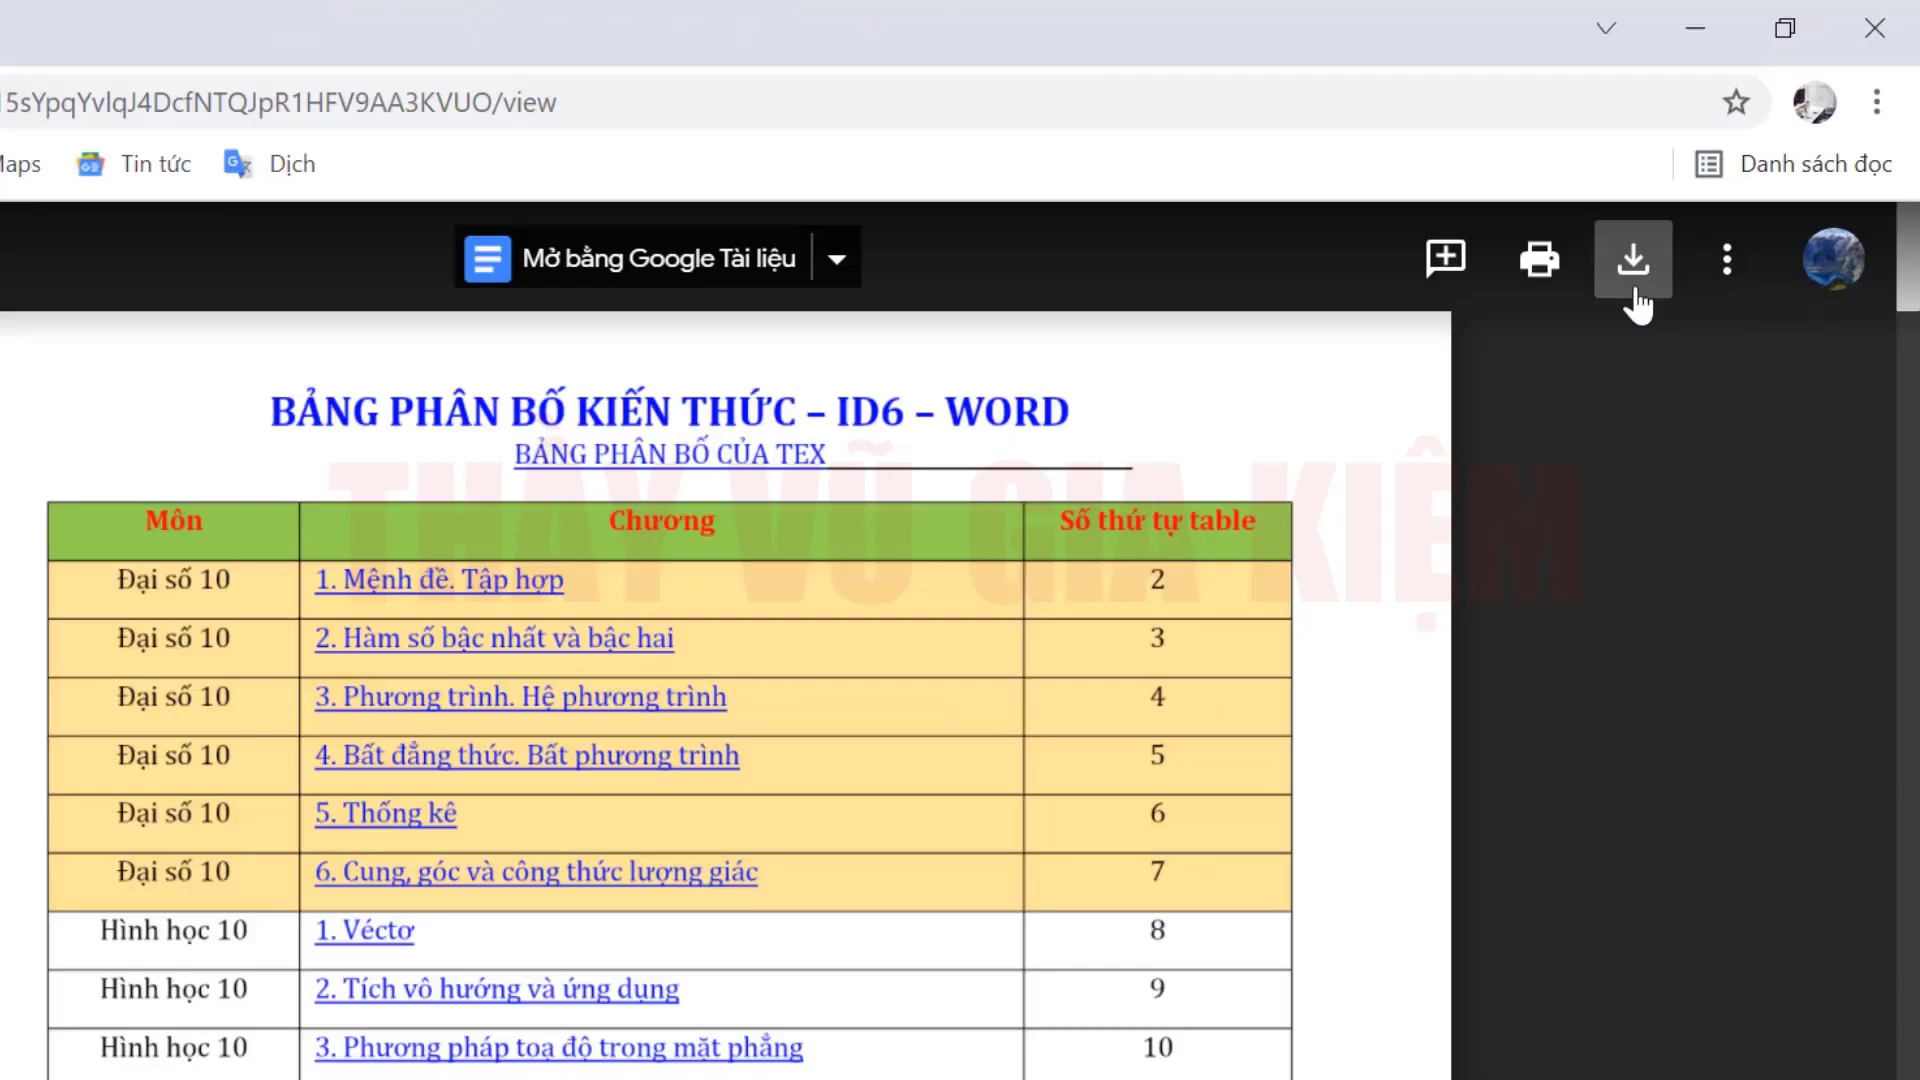 15sYpqYvlqJ4DcfNTQJpR1HFV9AA3KVUO/view
Maps Tin tức Dịch Danh sách đọc
Mở bằng Google Tài liệu
BẢNG PHÂN BỐ KIẾN THỨC – ID6 – WORD
BẢNG PHÂN BỐ CỦA TEX
THẦY VŨ GIA KIỆM
Môn Chương Số thứ tự table
Đại số 10 1. Mệnh đề. Tập hợp 2
Đại số 10 2. Hàm số bậc nhất và bậc hai 3
Đại số 10 3. Phương trình. Hệ phương trình 4
Đại số 10 4. Bất đẳng thức. Bất phương trình 5
Đại số 10 5. Thống kê 6
Đại số 10 6. Cung, góc và công thức lượng giác 7
Hình học 10 1. Véctơ 8
Hình học 10 2. Tích vô hướng và ứng dụng 9
Hình học 10 3. Phương pháp toạ độ trong mặt phẳng 10